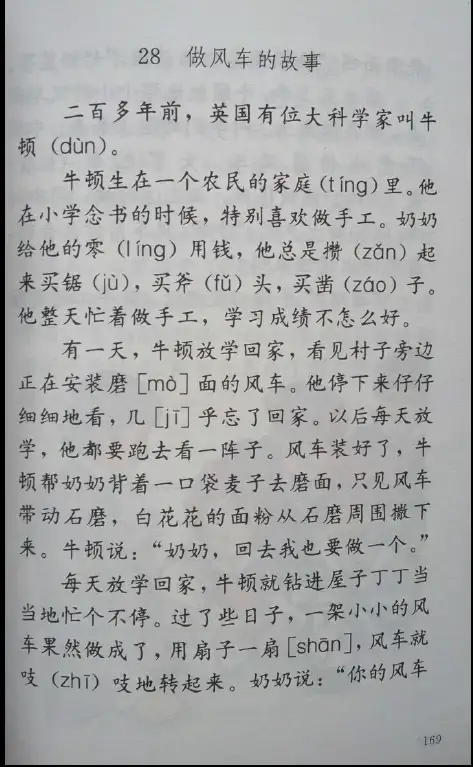 28 做风车的故事
二百多年前，英国有位大科学家叫牛
顿（dùn）。
牛顿生在一个农民的家庭（tíng）里。他
在小学念书的时候，特别喜欢做手工。奶奶
给他的零（líng）用钱，他总是攒（zǎn）起
来买锯（jù），买斧（fǔ）头，买凿（záo）子。
他整天忙着做手工，学习成绩不怎么好。
有一天，牛顿放学回家，看见村子旁边
正在安装磨［mò］面的风车。他停下来仔仔
细细地看，几［jī］乎忘了回家。以后每天放
学，他都要跑去看一阵子。风车装好了，牛
顿帮奶奶背着一口袋麦子去磨面，只见风车
带动石磨，白花花的面粉从石磨周围撒下
来。牛顿说：“奶奶，回去我也要做一个。”
每天放学回家，牛顿就钻进屋子丁丁当
当地忙个不停。过了些日子，一架小小的风
车果然做成了，用扇子一扇［shān］，风车就
吱（zhī）吱地转起来。奶奶说：“你的风车
169